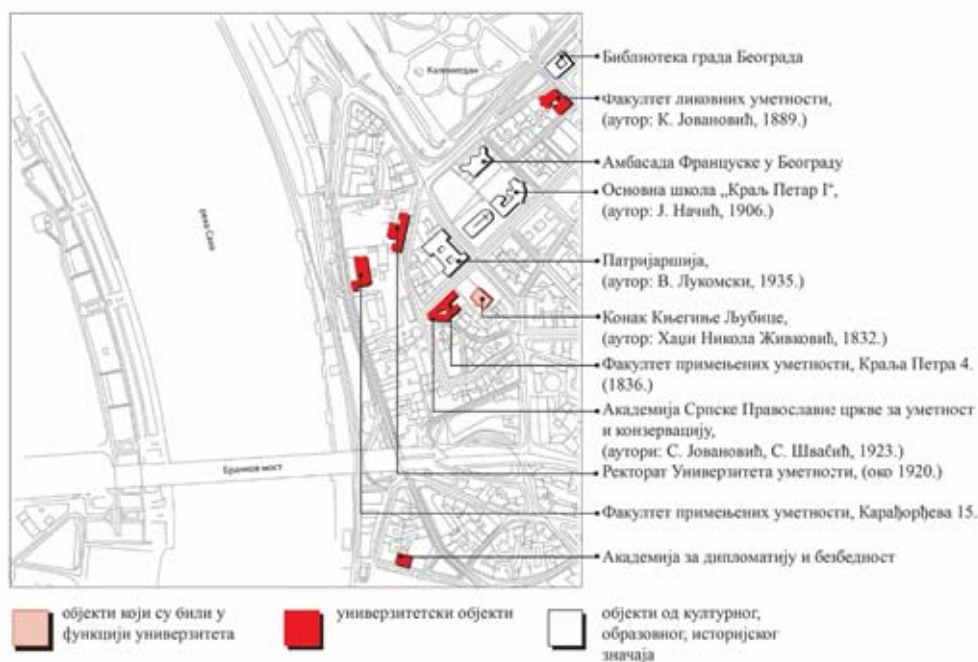 Калемегдан
река Сава
Бранков мост
Библиотека града Београда
Факултет ликовних уметности,
(аутор: К. Јовановић, 1889.)
Амбасада Француске у Београду
Основна школа „Краљ Петар I“,
(аутор: Ј. Начић, 1906.)
Патријаршија,
(аутор: В. Лукомски, 1935.)
Конак Књегиње Љубице,
(аутор: Хаџи Никола Живковић, 1832.)
Факултет примењених уметности, Краља Петра 4.
(1836.)
Академија Српске Православне цркве за уметност
и конзервацију,
(аутори: С. Јовановић, С. Швабић, 1923.)
Ректорат Универзитета уметности, (око 1920.)
Факултет примењених уметности, Карађорђева 15.
Академија за дипломатију и безбедност
објекти који су били у
функцији универзитета
универзитетски објекти
објекти од културног,
образовног, историјског
значаја